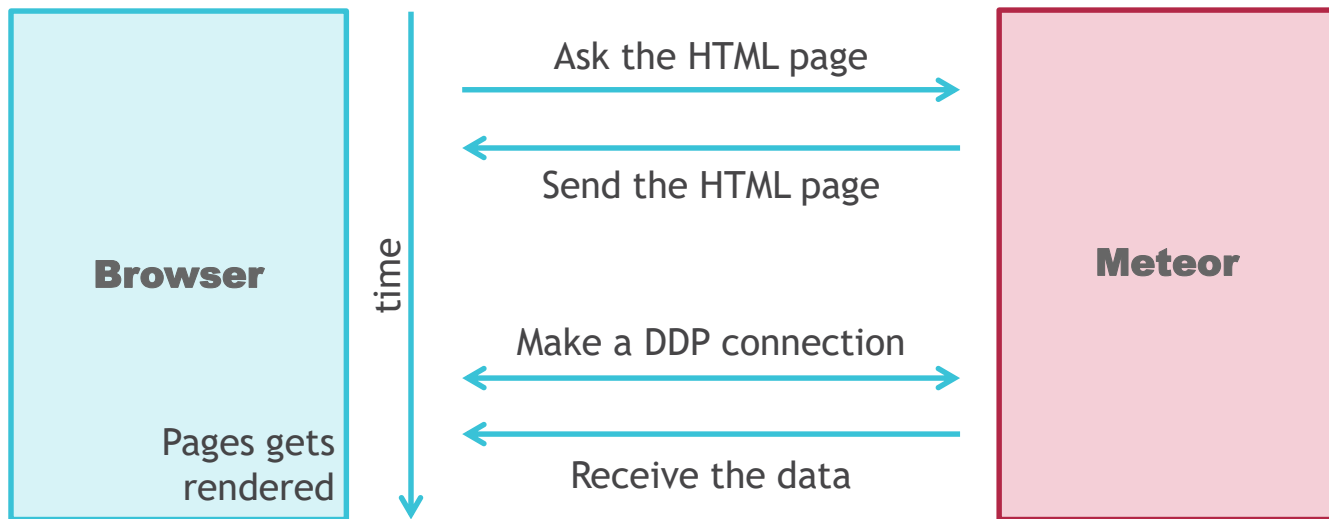 Ask the HTML page
Send the HTML page
Browser
time
Meteor
Make a DDP connection
Pages gets
rendered
Receive the data